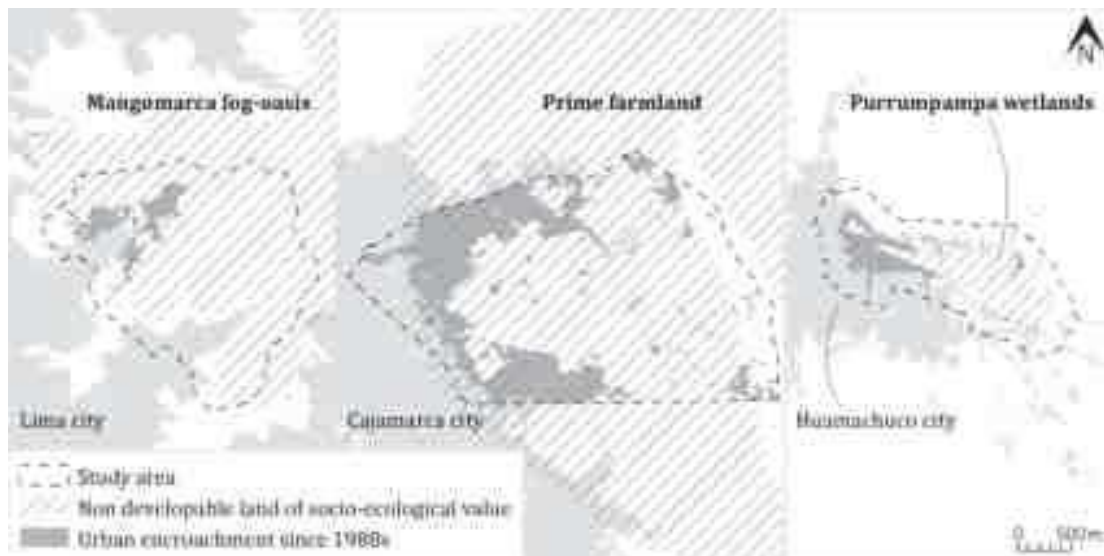 N
Mangomarca fog-oasis
Prime farmland
Purrumpampa wetlands
Lima city
Cajamarca city
Huamachuco city
Study area
Non developable land of socio-ecological value
Urban encroachment since 1980s
0 500 m